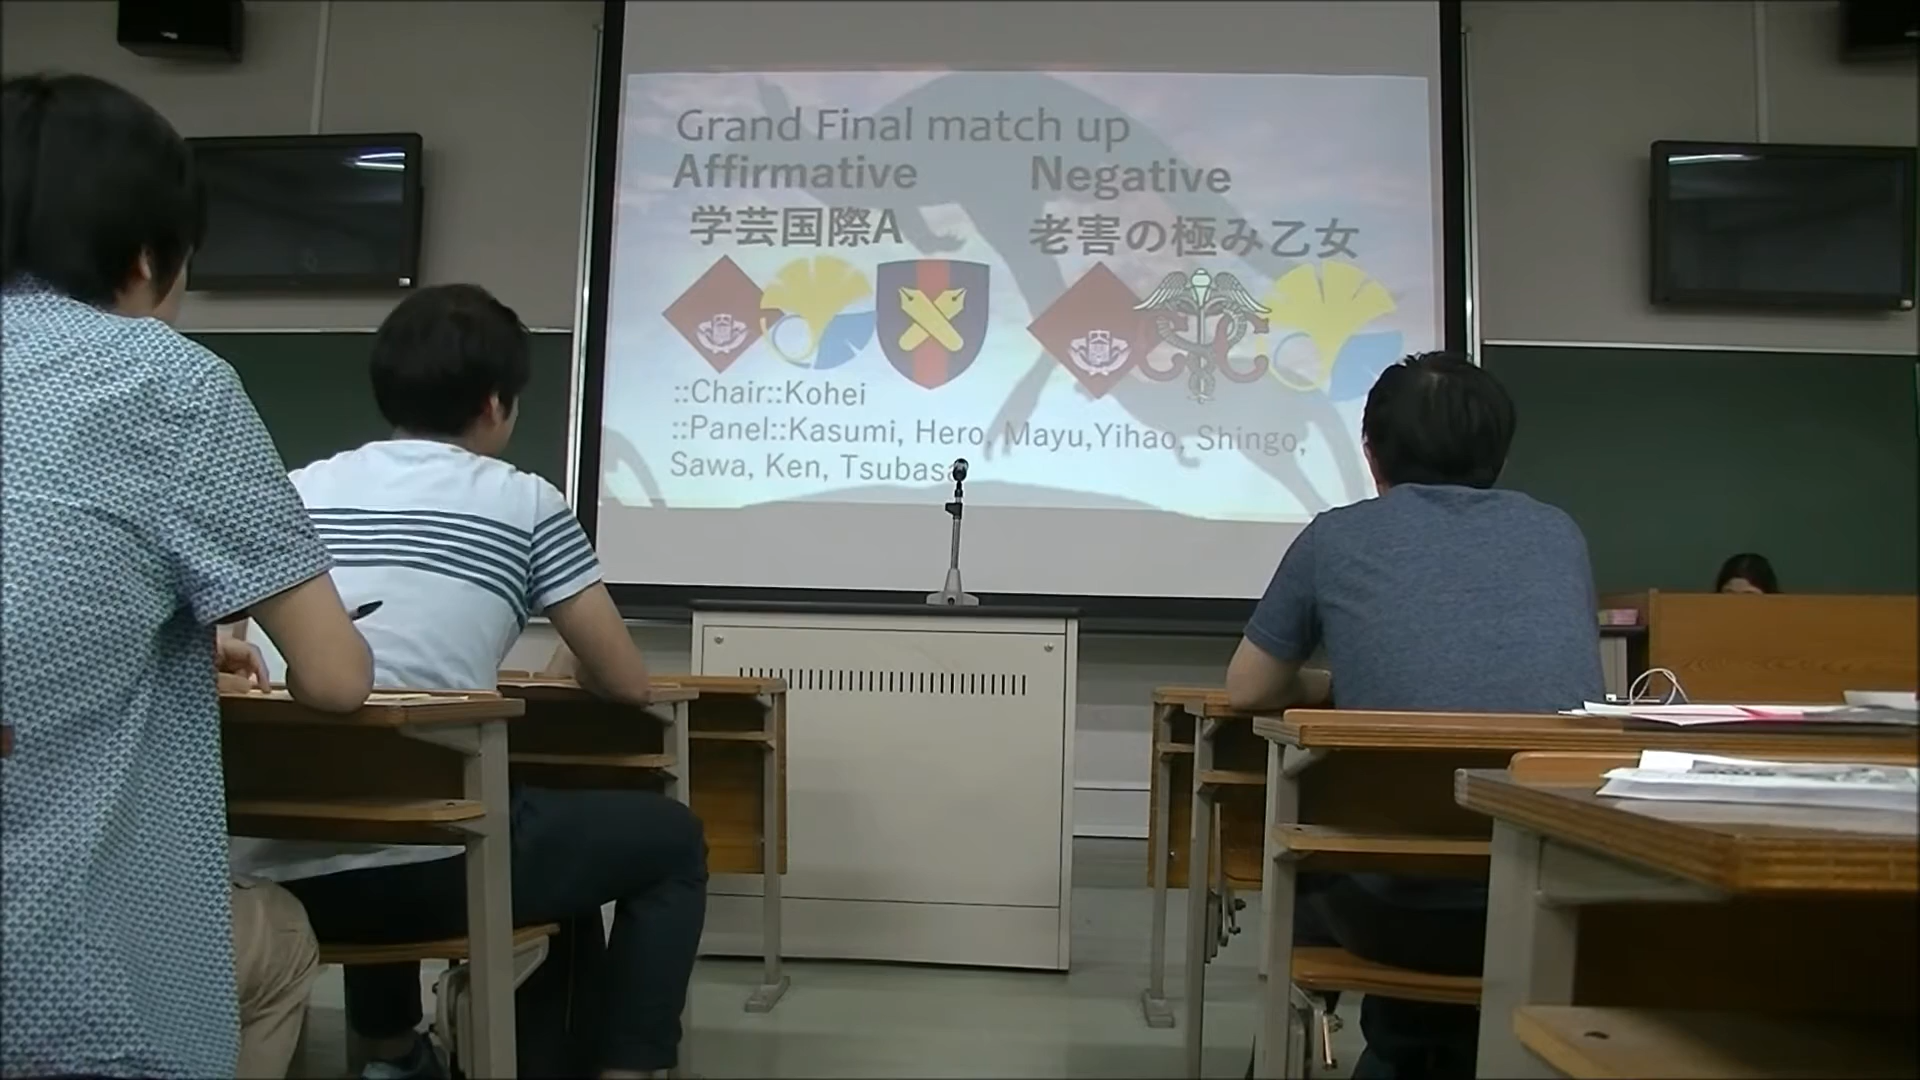 Grand Final match up
Affirmative Negative
学芸国際A 老害の極み乙女
::Chair::Kohei
::Panel::Kasumi, Hero, Mayu,Yihao, Shingo,
Sawa, Ken, Tsubasa